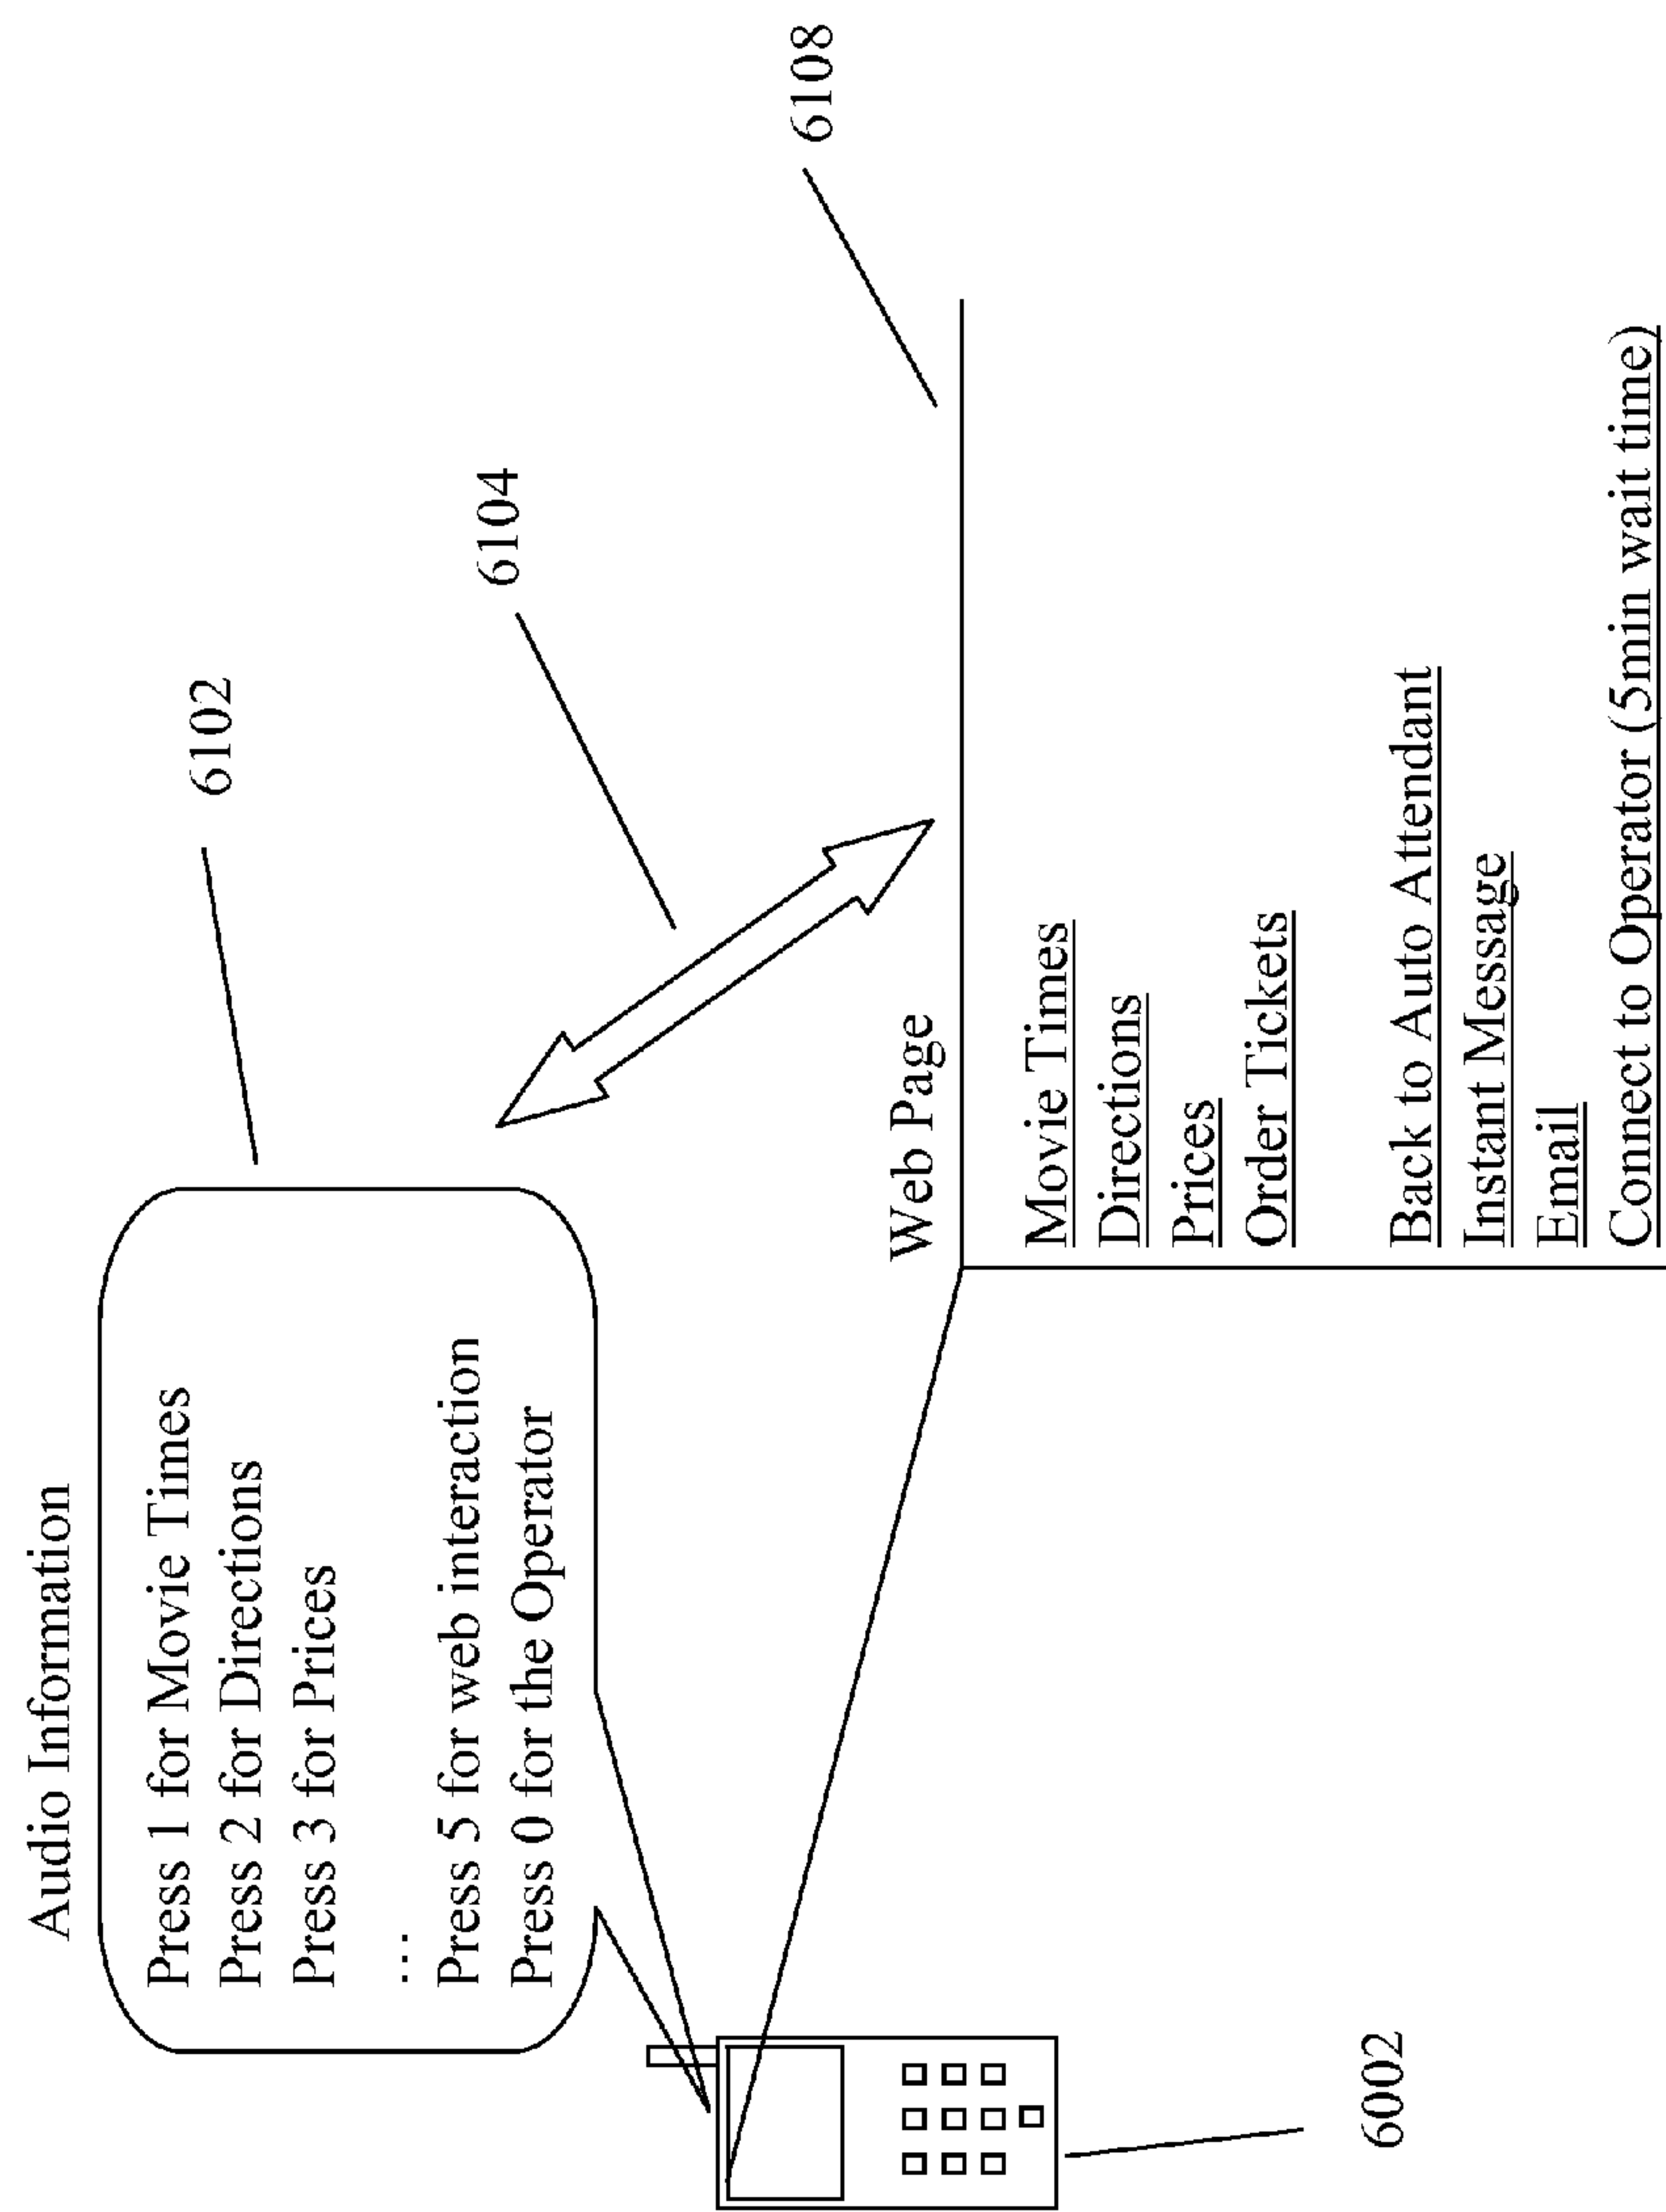 Audio Information
6102
Press 1 for Movie Times
Press 2 for Directions
Press 3 for Prices
...
Press 5 for web interaction
Press 0 for the Operator
6104
6108
Web Page
Movie Times
Directions
Prices
Order Tickets
Back to Auto Attendant
Instant Message
Email
Connect to Operator (5min wait time)
6002